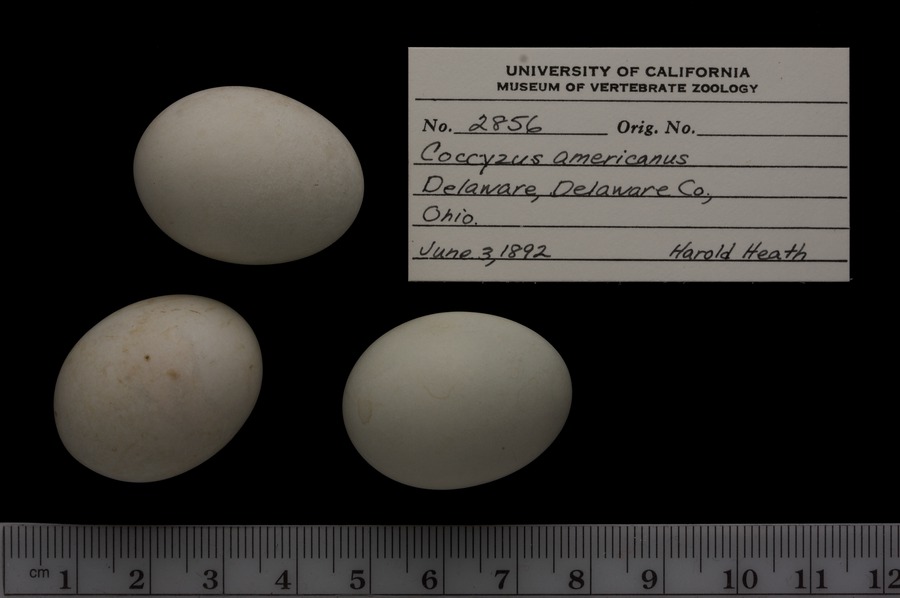 UNIVERSITY OF CALIFORNIA
MUSEUM OF VERTEBRATE ZOOLOGY
No. 2856 Orig. No.
Coccyzus americanus
Delaware, Delaware Co,
Ohio.
June 3, 1892 Harold Heath
cm 1 2 3 4 5 6 7 8 9 10 11 12